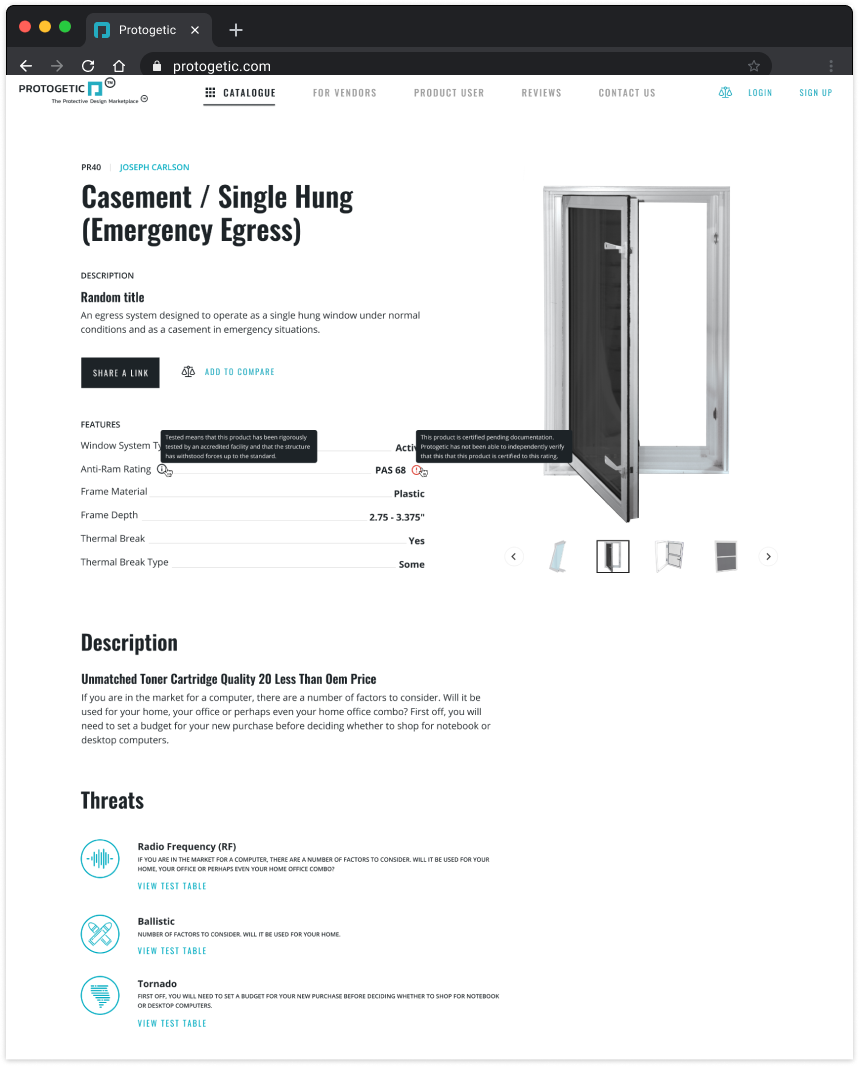 Protogetic
protogetic.com
PROTOGETIC TM
The Protective Design Marketplace
CATALOGUE
FOR VENDORS
PRODUCT USER
REVIEWS
CONTACT US
LOGIN
SIGN UP
PR40
JOSEPH CARLSON
Casement / Single Hung
(Emergency Egress)
DESCRIPTION
Random title
An egress system designed to operate as a single hung window under normal
conditions and as a casement in emergency situations.
SHARE A LINK
ADD TO COMPARE
FEATURES
Window System Ty
Tested means that this product has been rigorously
tested by an accredited facility and that the structure
has withstood forces up to the standard.
Activ
This product is certified pending documentation.
Protogetic has not been able to independently verify
that this that this product is certified to this rating.
Anti-Ram Rating
PAS 68
Frame Material
Plastic
Frame Depth
2.75 - 3.375"
Thermal Break
Yes
Thermal Break Type
Some
Description
Unmatched Toner Cartridge Quality 20 Less Than Oem Price
If you are in the market for a computer, there are a number of factors to consider. Will it be
used for your home, your office or perhaps even your home office combo? First off, you will
need to set a budget for your new purchase before deciding whether to shop for notebook or
desktop computers.
Threats
Radio Frequency (RF)
IF YOU ARE IN THE MARKET FOR A COMPUTER, THERE ARE A NUMBER OF FACTORS TO CONSIDER. WILL IT BE USED FOR YOUR
HOME, YOUR OFFICE OR PERHAPS EVEN YOUR HOME OFFICE COMBO?
VIEW TEST TABLE
Ballistic
NUMBER OF FACTORS TO CONSIDER. WILL IT BE USED FOR YOUR HOME.
VIEW TEST TABLE
Tornado
FIRST OFF, YOU WILL NEED TO SET A BUDGET FOR YOUR NEW PURCHASE BEFORE DECIDING WHETHER TO SHOP FOR NOTEBOOK
OR DESKTOP COMPUTERS.
VIEW TEST TABLE